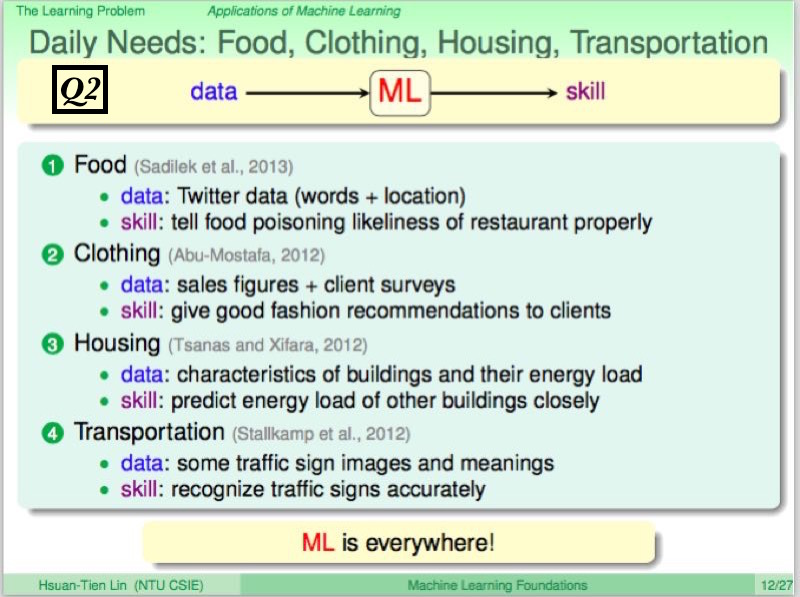 The Learning Problem Applications of Machine Learning
Daily Needs: Food, Clothing, Housing, Transportation
Q2 data ML skill
1 Food (Sadilek et al., 2013)
• data: Twitter data (words + location)
• skill: tell food poisoning likeliness of restaurant properly
2 Clothing (Abu-Mostafa, 2012)
• data: sales figures + client surveys
• skill: give good fashion recommendations to clients
3 Housing (Tsanas and Xifara, 2012)
• data: characteristics of buildings and their energy load
• skill: predict energy load of other buildings closely
4 Transportation (Stallkamp et al., 2012)
• data: some traffic sign images and meanings
• skill: recognize traffic signs accurately
ML is everywhere!
Hsuan-Tien Lin (NTU CSIE) Machine Learning Foundations 12/27